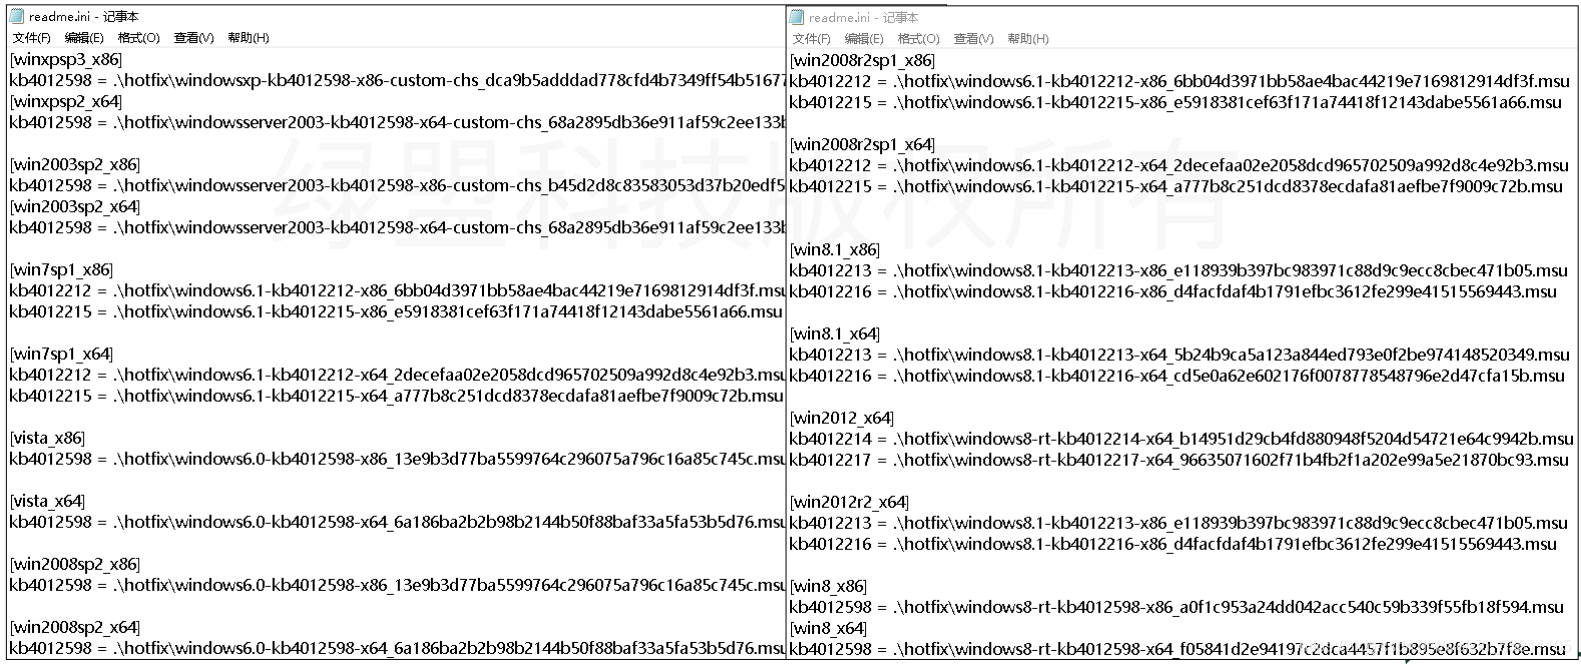 readme.ini - 记事本
文件(F) 编辑(E) 格式(O) 查看(V) 帮助(H)
[winxpsp3_x86]
kb4012598 = .\hotfix\windowsxp-kb4012598-x86-custom-chs_dca9b5adddad778cfd4b7349ff54b51677
[winxpsp2_x64]
kb4012598 = .\hotfix\windowsserver2003-kb4012598-x64-custom-chs_68a2895db36e911af59c2ee133b
[win2003sp2_x86]
kb4012598 = .\hotfix\windowsserver2003-kb4012598-x86-custom-chs_b45d2d8c83583053d37b20edf5
[win2003sp2_x64]
kb4012598 = .\hotfix\windowsserver2003-kb4012598-x64-custom-chs_68a2895db36e911af59c2ee133b
[win7sp1_x86]
kb4012212 = .\hotfix\windows6.1-kb4012212-x86_6bb04d3971bb58ae4bac44219e7169812914df3f.msu
kb4012215 = .\hotfix\windows6.1-kb4012215-x86_e5918381cef63f171a74418f12143dabe5561a66.msu
[win7sp1_x64]
kb4012212 = .\hotfix\windows6.1-kb4012212-x64_2decefaa02e2058dcd965702509a992d8c4e92b3.msu
kb4012215 = .\hotfix\windows6.1-kb4012215-x64_a777b8c251dcd8378ecdafa81aefbe7f9009c72b.msu
[vista_x86]
kb4012598 = .\hotfix\windows6.0-kb4012598-x86_13e9b3d77ba5599764c296075a796c16a85c745c.msu
[vista_x64]
kb4012598 = .\hotfix\windows6.0-kb4012598-x64_6a186ba2b2b98b2144b50f88baf33a5fa53b5d76.msu
[win2008sp2_x86]
kb4012598 = .\hotfix\windows6.0-kb4012598-x86_13e9b3d77ba5599764c296075a796c16a85c745c.msu
[win2008sp2_x64]
kb4012598 = .\hotfix\windows6.0-kb4012598-x64_6a186ba2b2b98b2144b50f88baf33a5fa53b5d76.msu
readme.ini - 记事本
文件(F) 编辑(E) 格式(O) 查看(V) 帮助(H)
[win2008r2sp1_x86]
kb4012212 = .\hotfix\windows6.1-kb4012212-x86_6bb04d3971bb58ae4bac44219e7169812914df3f.msu
kb4012215 = .\hotfix\windows6.1-kb4012215-x86_e5918381cef63f171a74418f12143dabe5561a66.msu
[win2008r2sp1_x64]
kb4012212 = .\hotfix\windows6.1-kb4012212-x64_2decefaa02e2058dcd965702509a992d8c4e92b3.msu
kb4012215 = .\hotfix\windows6.1-kb4012215-x64_a777b8c251dcd8378ecdafa81aefbe7f9009c72b.msu
[win8.1_x86]
kb4012213 = .\hotfix\windows8.1-kb4012213-x86_e118939b397bc983971c88d9c9ecc8cbec471b05.msu
kb4012216 = .\hotfix\windows8.1-kb4012216-x86_d4facfdaf4b1791efbc3612fe299e41515569443.msu
[win8.1_x64]
kb4012213 = .\hotfix\windows8.1-kb4012213-x64_5b24b9ca5a123a844ed793e0f2be974148520349.msu
kb4012216 = .\hotfix\windows8.1-kb4012216-x64_cd5e0a62e602176f0078778548796e2d47cfa15b.msu
[win2012_x64]
kb4012214 = .\hotfix\windows8-rt-kb4012214-x64_b14951d29cb4fd880948f5204d54721e64c9942b.msu
kb4012217 = .\hotfix\windows8-rt-kb4012217-x64_96635071602f71b4fb2f1a202e99a5e21870bc93.msu
[win2012r2_x64]
kb4012213 = .\hotfix\windows8.1-kb4012213-x86_e118939b397bc983971c88d9c9ecc8cbec471b05.msu
kb4012216 = .\hotfix\windows8.1-kb4012216-x86_d4facfdaf4b1791efbc3612fe299e41515569443.msu
[win8_x86]
kb4012598 = .\hotfix\windows8-rt-kb4012598-x86_a0f1c953a24dd042acc540c59b339f55fb18f594.msu
[win8_x64]
kb4012598 = .\hotfix\windows8-rt-kb4012598-x64_f05841d2e94197c2dca4457f1b895e8f632b7f8e.msu
绿盟科技版权所有